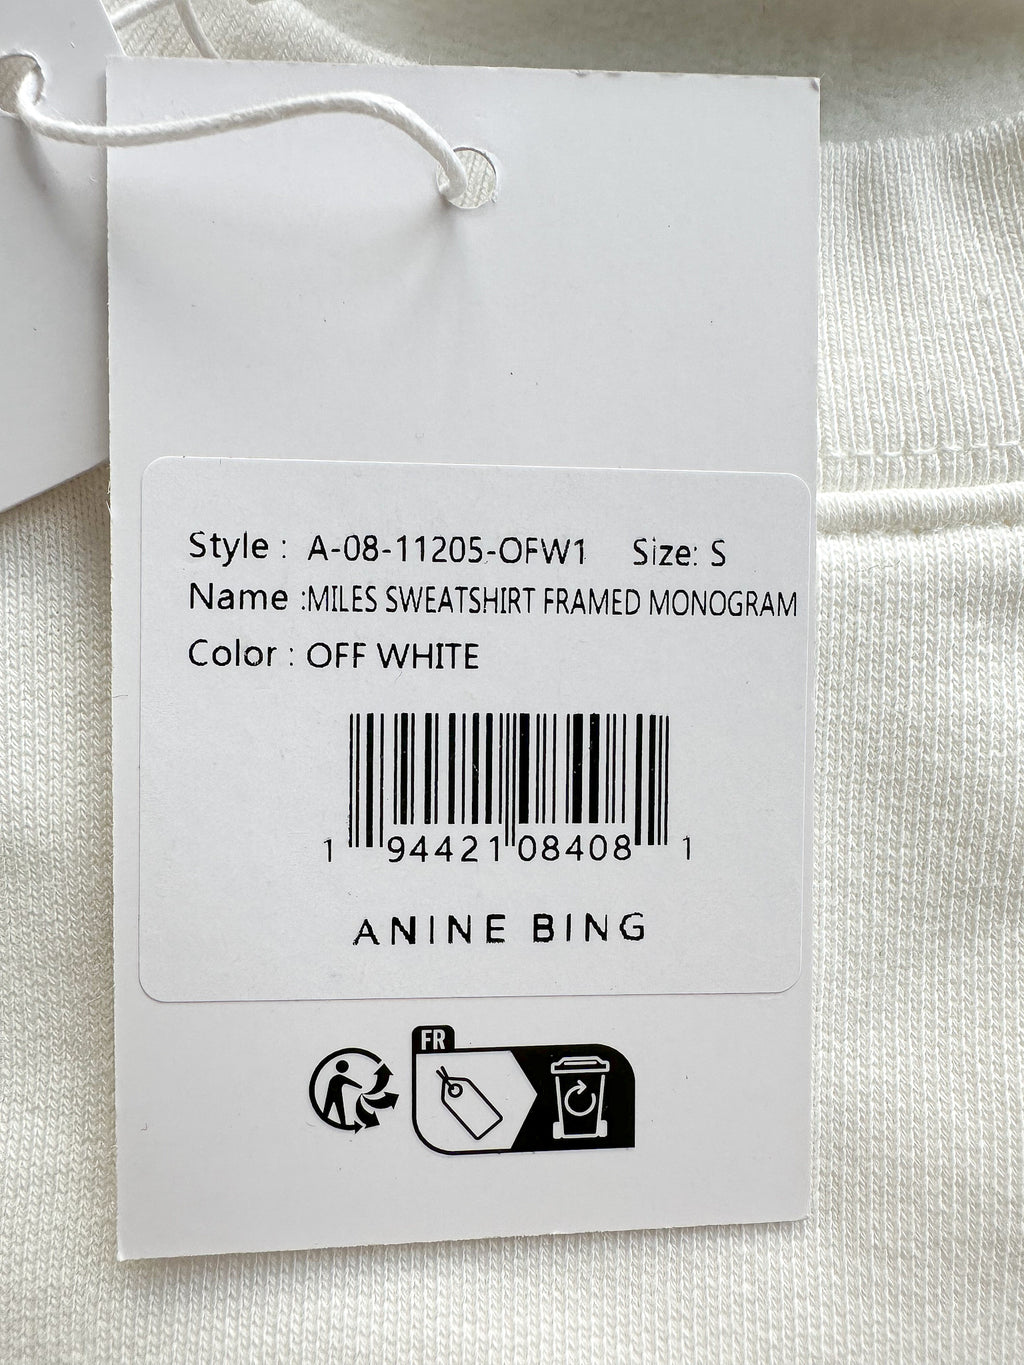 Style : A-08-11205-OFW1 Size: S
Name :MILES SWEATSHIRT FRAMED MONOGRAM
Color : OFF WHITE
1 94421 08408 1
ANINE BING
FR